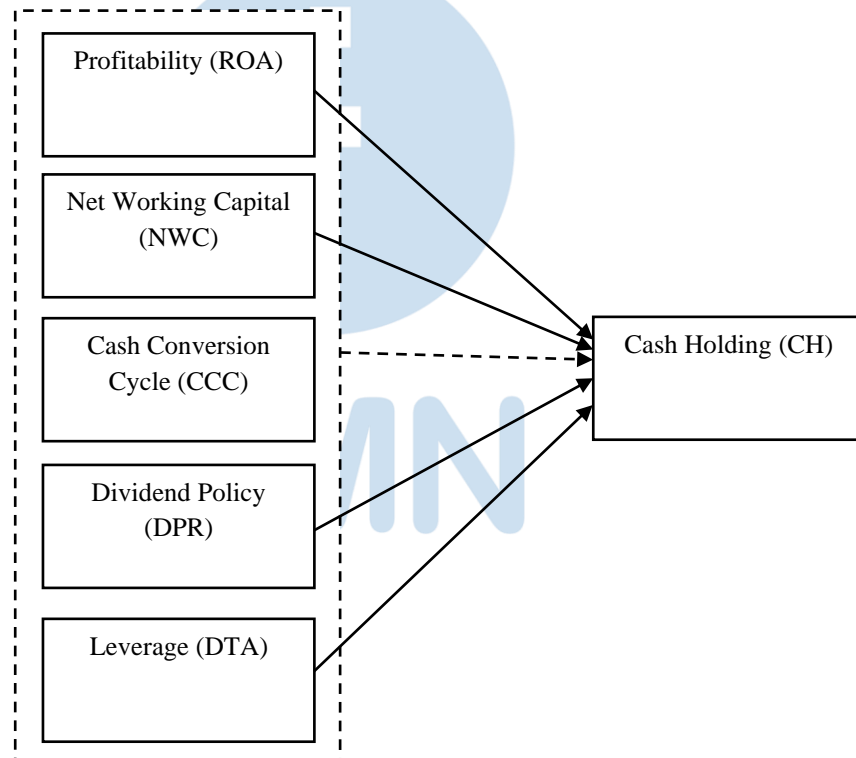 Profitability (ROA)
Net Working Capital
(NWC)
Cash Conversion
Cycle (CCC)
Cash Holding (CH)
Dividend Policy
(DPR)
Leverage (DTA)